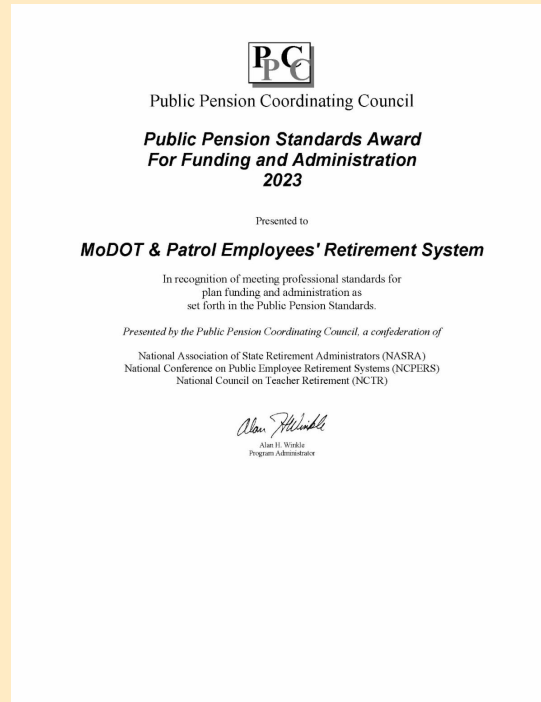 PPCC
Public Pension Coordinating Council
Public Pension Standards Award
For Funding and Administration
2023
Presented to
MoDOT & Patrol Employees' Retirement System
In recognition of meeting professional standards for
plan funding and administration as
set forth in the Public Pension Standards.
Presented by the Public Pension Coordinating Council, a confederation of
National Association of State Retirement Administrators (NASRA)
National Conference on Public Employee Retirement Systems (NCPERS)
National Council on Teacher Retirement (NCTR)
Alan H Winkle
Alan H. Winkle
Program Administrator